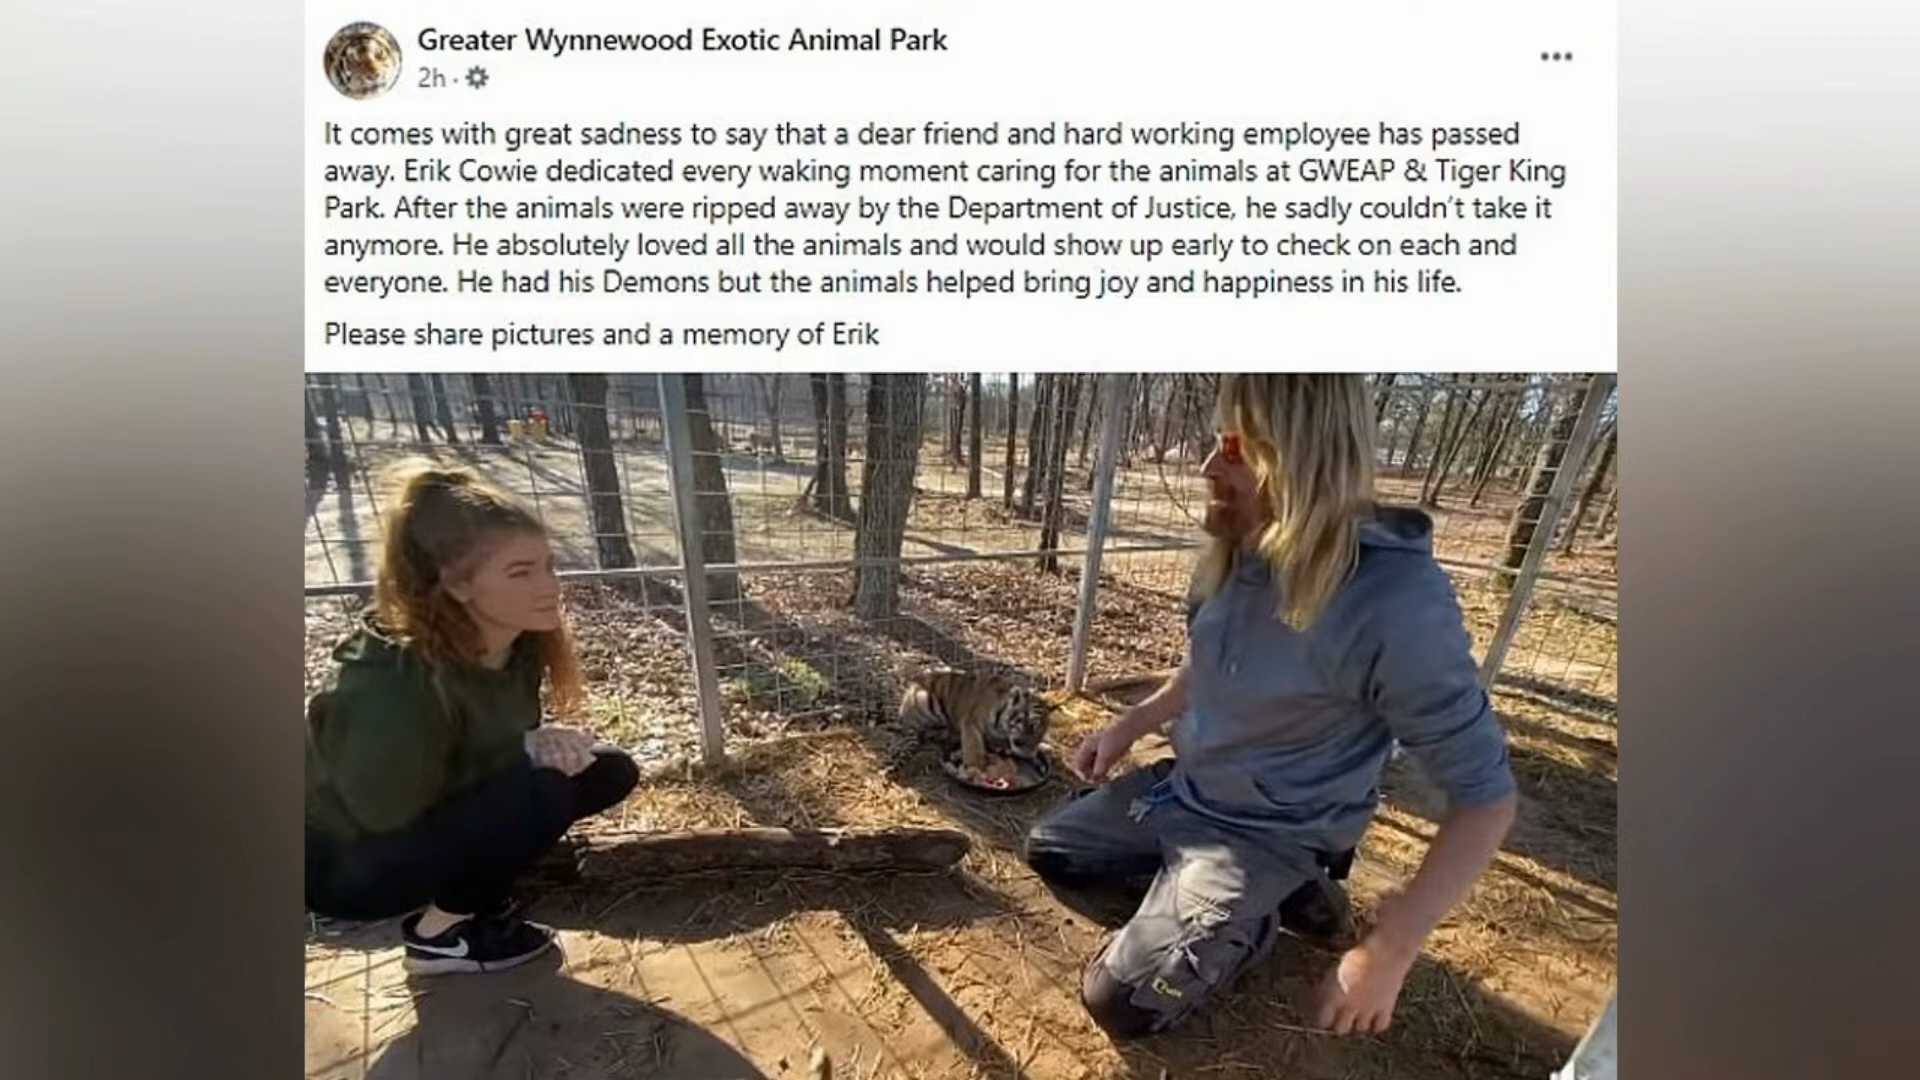 Greater Wynnewood Exotic Animal Park
2h ·
It comes with great sadness to say that a dear friend and hard working employee has passed
away. Erik Cowie dedicated every waking moment caring for the animals at GWEAP & Tiger King
Park. After the animals were ripped away by the Department of Justice, he sadly couldn't take it
anymore. He absolutely loved all the animals and would show up early to check on each and
everyone. He had his Demons but the animals helped bring joy and happiness in his life.
Please share pictures and a memory of Erik